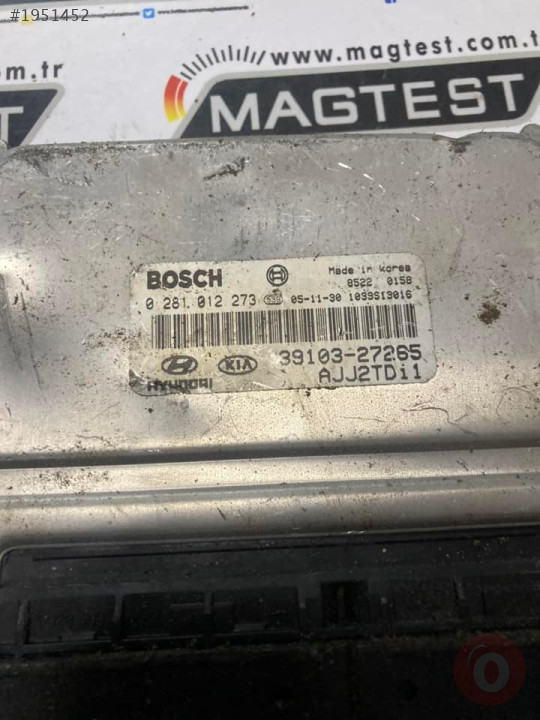 #1951452
www.magtest.com
.com.tr
MAGTEST
BOSCH
Made in Korea
8522 0158
0 281 012 273 05-11-30 1039S13016
HYUNDAI
KIA
39103-27265
AJJ2TDi1